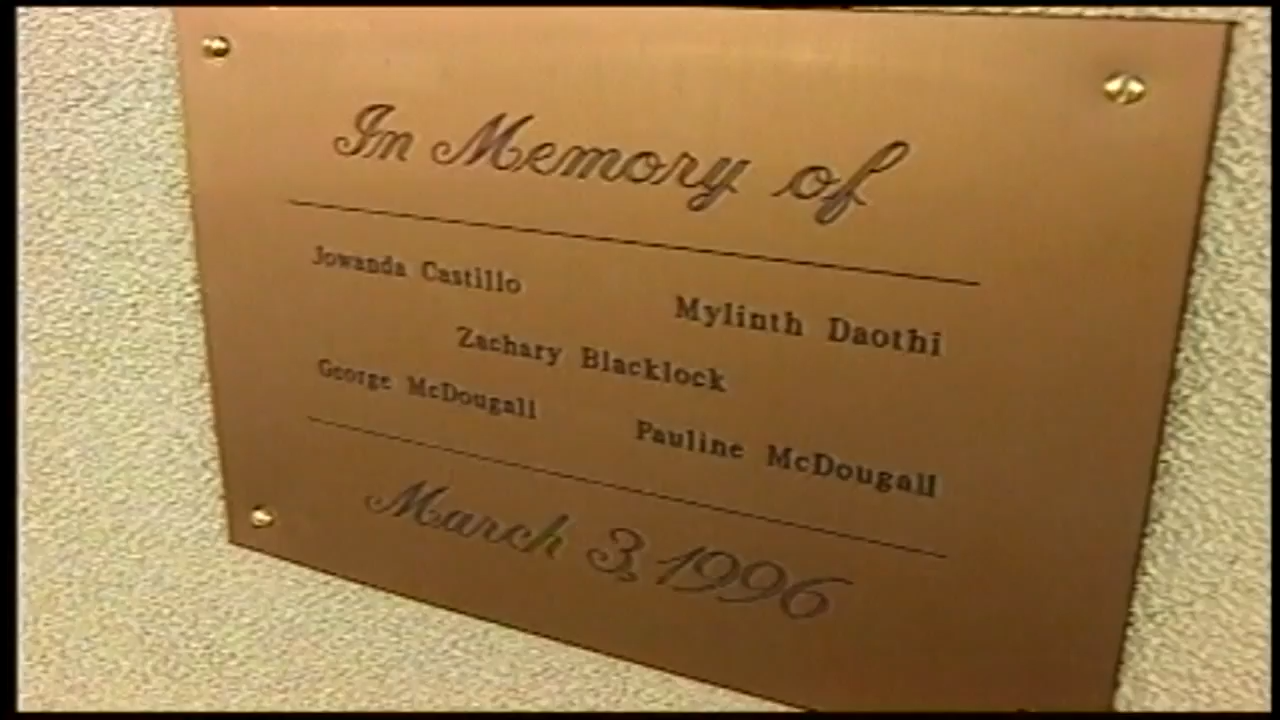 In Memory of
Jowanda Castillo
Mylinth Daothi
Zachary Blacklock
George McDougall
Pauline McDougall
March 3, 1996